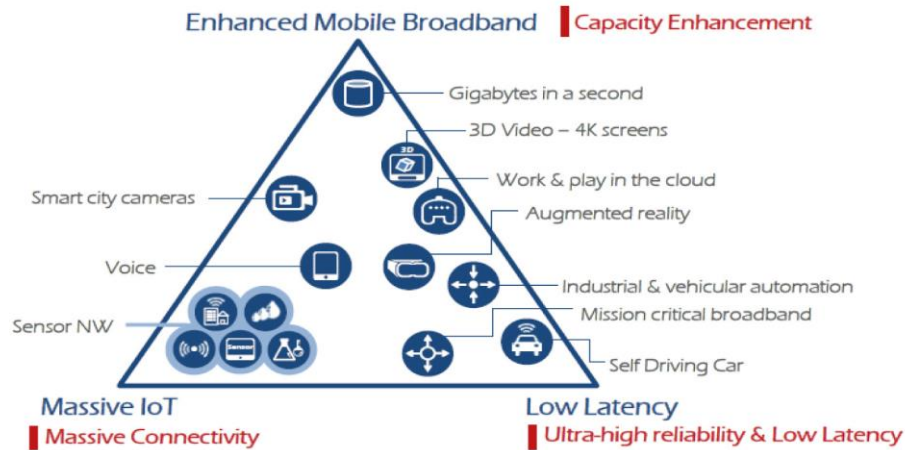 Enhanced Mobile Broadband
Capacity Enhancement
Gigabytes in a second
3D Video – 4K screens
3D
Smart city cameras
Work & play in the cloud
Augmented reality
Voice
Industrial & vehicular automation
Mission critical broadband
Sensor NW
Sensor
Self Driving Car
Massive IoT
Low Latency
Massive Connectivity
Ultra-high reliability & Low Latency